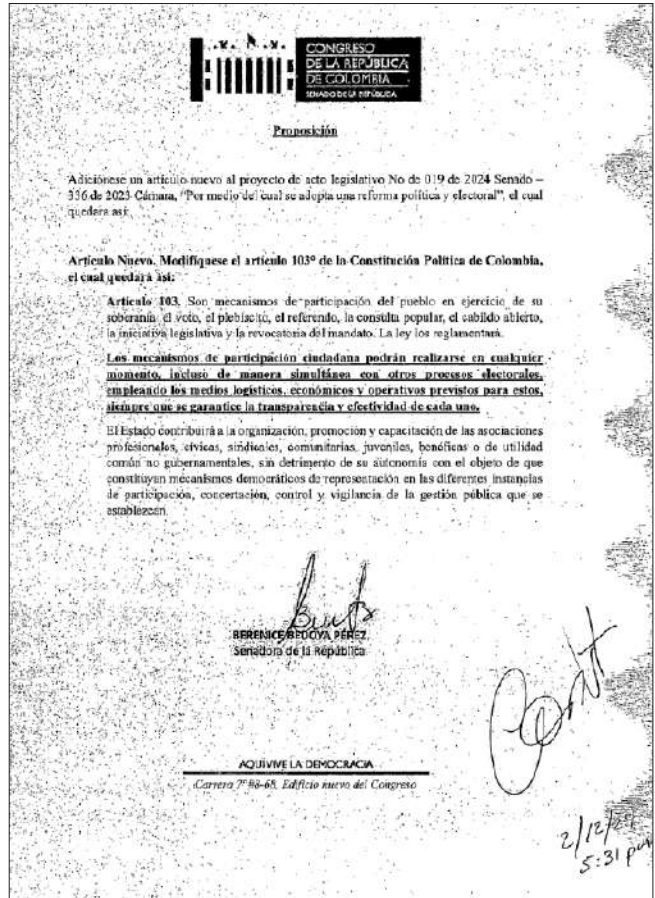 CONGRESO
DE LA REPÚBLICA
DE COLOMBIA
SENADO DE LA REPÚBLICA
Proposición
Adiciónese un artículo nuevo al proyecto de acto legislativo No de 019 de 2024 Senado –
336 de 2023 Cámara, "Por medio del cual se adopta una reforma política y electoral", el cual
quedara así:
Artículo Nuevo. Modifíquese el artículo 103º de la Constitución Política de Colombia,
el cual quedará así:
Artículo 103. Son mecanismos de participación del pueblo en ejercicio de su
soberanía: el voto, el plebiscito, el referendo, la consulta popular, el cabildo abierto,
la iniciativa legislativa y la revocatoria del mandato. La ley los reglamentará.
Los mecanismos de participación ciudadana podrán realizarse en cualquier
momento, incluso de manera simultánea con otros procesos electorales,
empleando los medios logísticos, económicos y operativos previstos para estos,
siempre que se garantice la transparencia y efectividad de cada uno.
El Estado contribuirá a la organización, promoción y capacitación de las asociaciones
profesionales, cívicas, sindicales, comunitarias, juveniles, benéficas o de utilidad
común no gubernamentales, sin detrimento de su autonomía con el objeto de que
constituyan mecanismos democráticos de representación en las diferentes instancias
de participación, concertación, control y vigilancia de la gestión pública que se
establezcan.
BERENICE BEDOYA PÉREZ
Senadora de la República
AQUÍ VIVE LA DEMOCRACIA
Carrera 7ª #8-68, Edificio nuevo del Congreso
2/12/24
5:31 pm